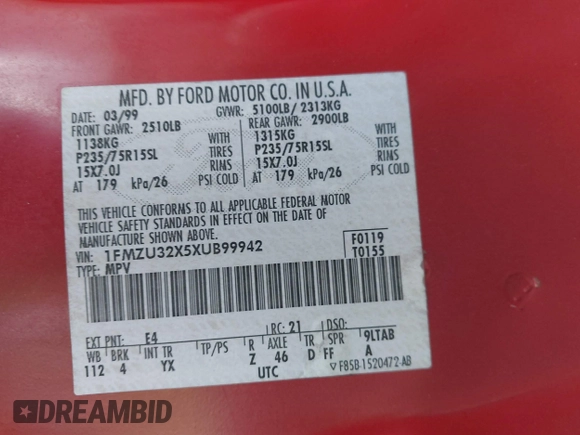 MFD. BY FORD MOTOR CO. IN U.S.A.
DATE: 03/99 GVWR: 5100LB/ 2313KG
FRONT GAWR: 2510LB REAR GAWR: 2900LB
1138KG WITH 1315KG WITH
P235/75R15SL TIRES P235/75R15SL TIRES
15X7.0J RIMS 15X7.0J RIMS
AT 179 kPa/26 PSI COLD AT 179 kPa/26 PSI COLD
THIS VEHICLE CONFORMS TO ALL APPLICABLE FEDERAL MOTOR
VEHICLE SAFETY STANDARDS IN EFFECT ON THE DATE OF
MANUFACTURE SHOWN ABOVE.
VIN: 1FMZU32X5XUB99942 F0119
TYPE: MPV T0155
EXT PNT: E4 RC: 21 DSO:
WB BRK INT TR TP/PS R AXLE TR SPR 9LTAB
112 4 YX Z 46 D FF A
UTC ▽F85B-1520472-AB
DREAMBID